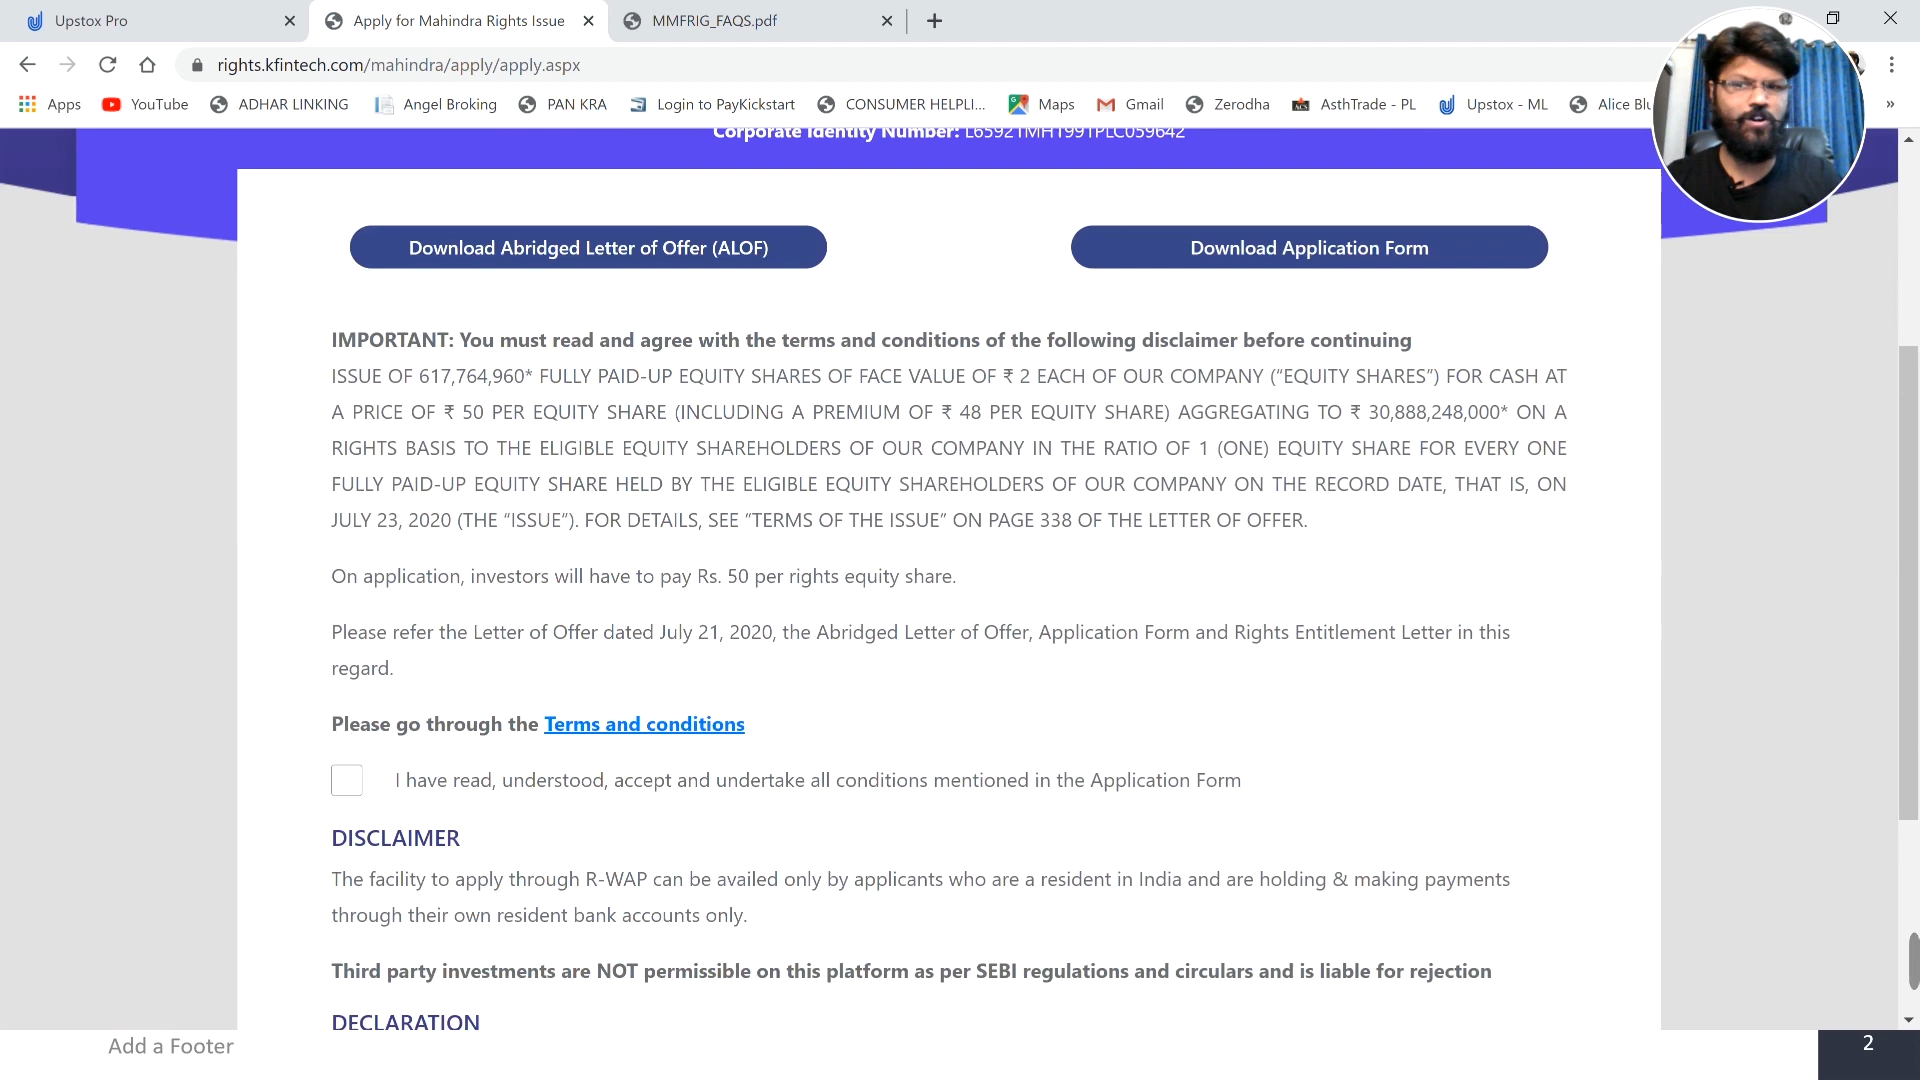 Upstox Pro
Apply for Mahindra Rights Issue
MMFRIG_FAQS.pdf
rights.kfintech.com/mahindra/apply/apply.aspx
Apps YouTube ADHAR LINKING Angel Broking PAN KRA Login to PayKickstart CONSUMER HELPLI... Maps Gmail Zerodha AsthTrade - PL Upstox - ML Alice Blu »
Corporate Identity Number: L65921MH1991PLC059642
Download Abridged Letter of Offer (ALOF)
Download Application Form
IMPORTANT: You must read and agree with the terms and conditions of the following disclaimer before continuing
ISSUE OF 617,764,960* FULLY PAID-UP EQUITY SHARES OF FACE VALUE OF ₹ 2 EACH OF OUR COMPANY (“EQUITY SHARES”) FOR CASH AT
A PRICE OF ₹ 50 PER EQUITY SHARE (INCLUDING A PREMIUM OF ₹ 48 PER EQUITY SHARE) AGGREGATING TO ₹ 30,888,248,000* ON A
RIGHTS BASIS TO THE ELIGIBLE EQUITY SHAREHOLDERS OF OUR COMPANY IN THE RATIO OF 1 (ONE) EQUITY SHARE FOR EVERY ONE
FULLY PAID-UP EQUITY SHARE HELD BY THE ELIGIBLE EQUITY SHAREHOLDERS OF OUR COMPANY ON THE RECORD DATE, THAT IS, ON
JULY 23, 2020 (THE “ISSUE“). FOR DETAILS, SEE ”TERMS OF THE ISSUE” ON PAGE 338 OF THE LETTER OF OFFER.
On application, investors will have to pay Rs. 50 per rights equity share.
Please refer the Letter of Offer dated July 21, 2020, the Abridged Letter of Offer, Application Form and Rights Entitlement Letter in this
regard.
Please go through the Terms and conditions
I have read, understood, accept and undertake all conditions mentioned in the Application Form
DISCLAIMER
The facility to apply through R-WAP can be availed only by applicants who are a resident in India and are holding & making payments
through their own resident bank accounts only.
Third party investments are NOT permissible on this platform as per SEBI regulations and circulars and is liable for rejection
DECLARATION
Add a Footer
2